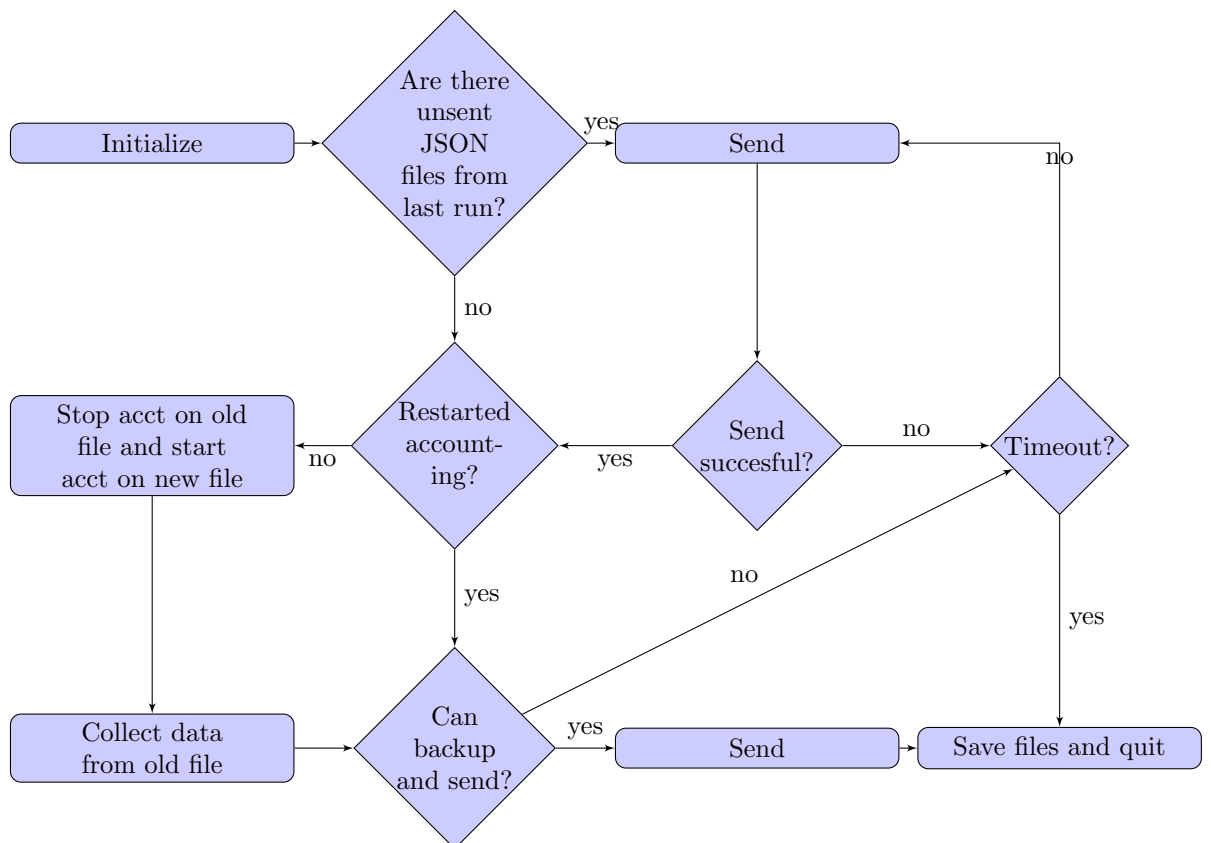 Are there
unsent
JSON
files from
last run?
Initialize
yes
Send
no
no
Restarted
account-
ing?
Stop acct on old
file and start
acct on new file
no
yes
Send
succesful?
no
Timeout?
yes
no
yes
Collect data
from old file
Can
backup
and send?
yes
Send
Save files and quit